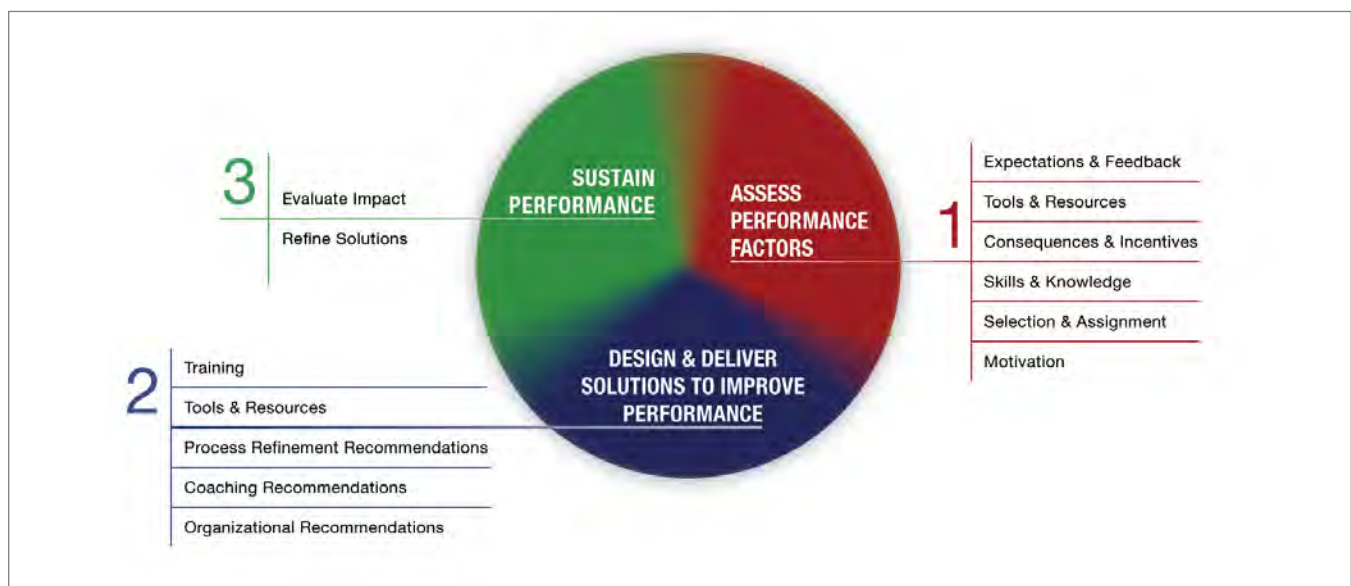 1
ASSESS
PERFORMANCE
FACTORS
Expectations & Feedback
Tools & Resources
Consequences & Incentives
Skills & Knowledge
Selection & Assignment
Motivation
2
DESIGN & DELIVER
SOLUTIONS TO IMPROVE
PERFORMANCE
Training
Tools & Resources
Process Refinement Recommendations
Coaching Recommendations
Organizational Recommendations
3
SUSTAIN
PERFORMANCE
Evaluate Impact
Refine Solutions